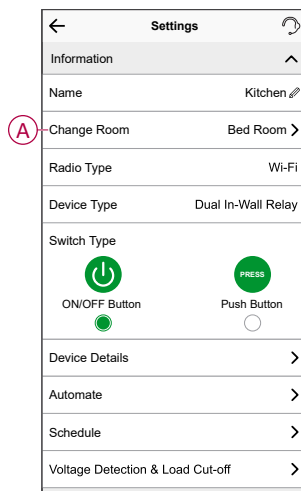 Settings
Information
Name Kitchen
A Change Room Bed Room
Radio Type Wi-Fi
Device Type Dual In-Wall Relay
Switch Type
PRESS
ON/OFF Button Push Button
Device Details
Automate
Schedule
Voltage Detection & Load Cut-off